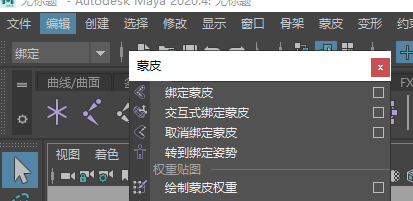 无标题* - Autodesk Maya 2020.4: 无标题
文件 编辑 创建 选择 修改 显示 窗口 骨架 蒙皮 变形 约
绑定
蒙皮
曲线/曲面 FX
绑定蒙皮
交互式绑定蒙皮
取消绑定蒙皮
视图 着色
转到绑定姿势
权重贴图
绘制蒙皮权重